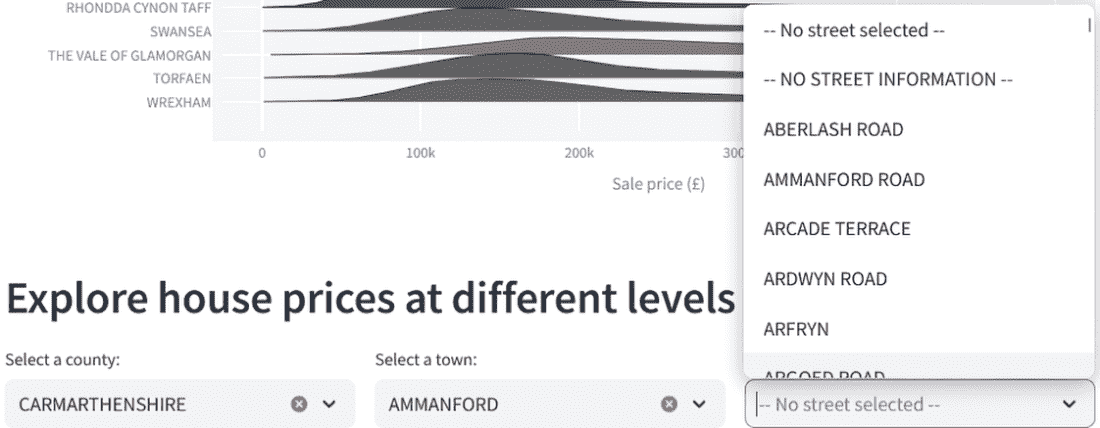 RHONDDA CYNON TAFF
SWANSEA
THE VALE OF GLAMORGAN
TORFAEN
WREXHAM
0
100k
200k
300
Sale price (£)
-- No street selected --
-- NO STREET INFORMATION --
ABERLASH ROAD
AMMANFORD ROAD
ARCADE TERRACE
ARDWYN ROAD
ARFRYN
ARGOED ROAD
Explore house prices at different levels
Select a county:
Select a town:
CARMARTHENSHIRE
AMMANFORD
-- No street selected --